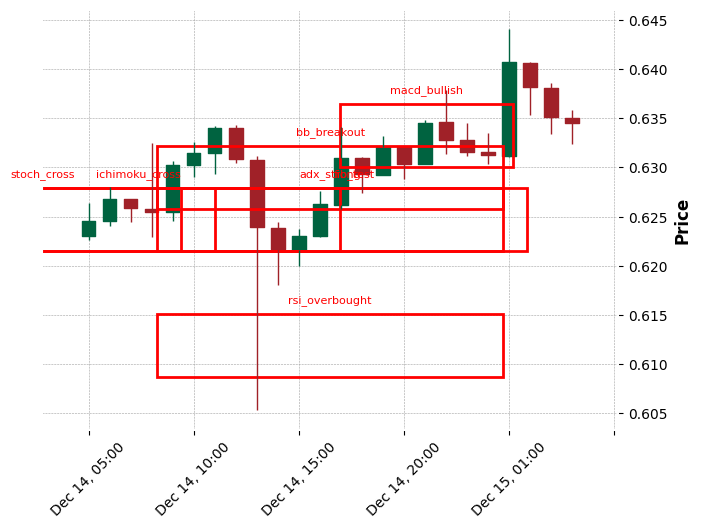 0.645
0.640
macd_bullish
0.635
bb_breakout
0.630
stoch_cross
ichimoku_cross
0.625
Price
0.620
rsi_overbought
0.615
0.610
0.605
Dec 14, 05:00
Dec 14, 10:00
Dec 14, 15:00
Dec 14, 20:00
Dec 15, 01:00